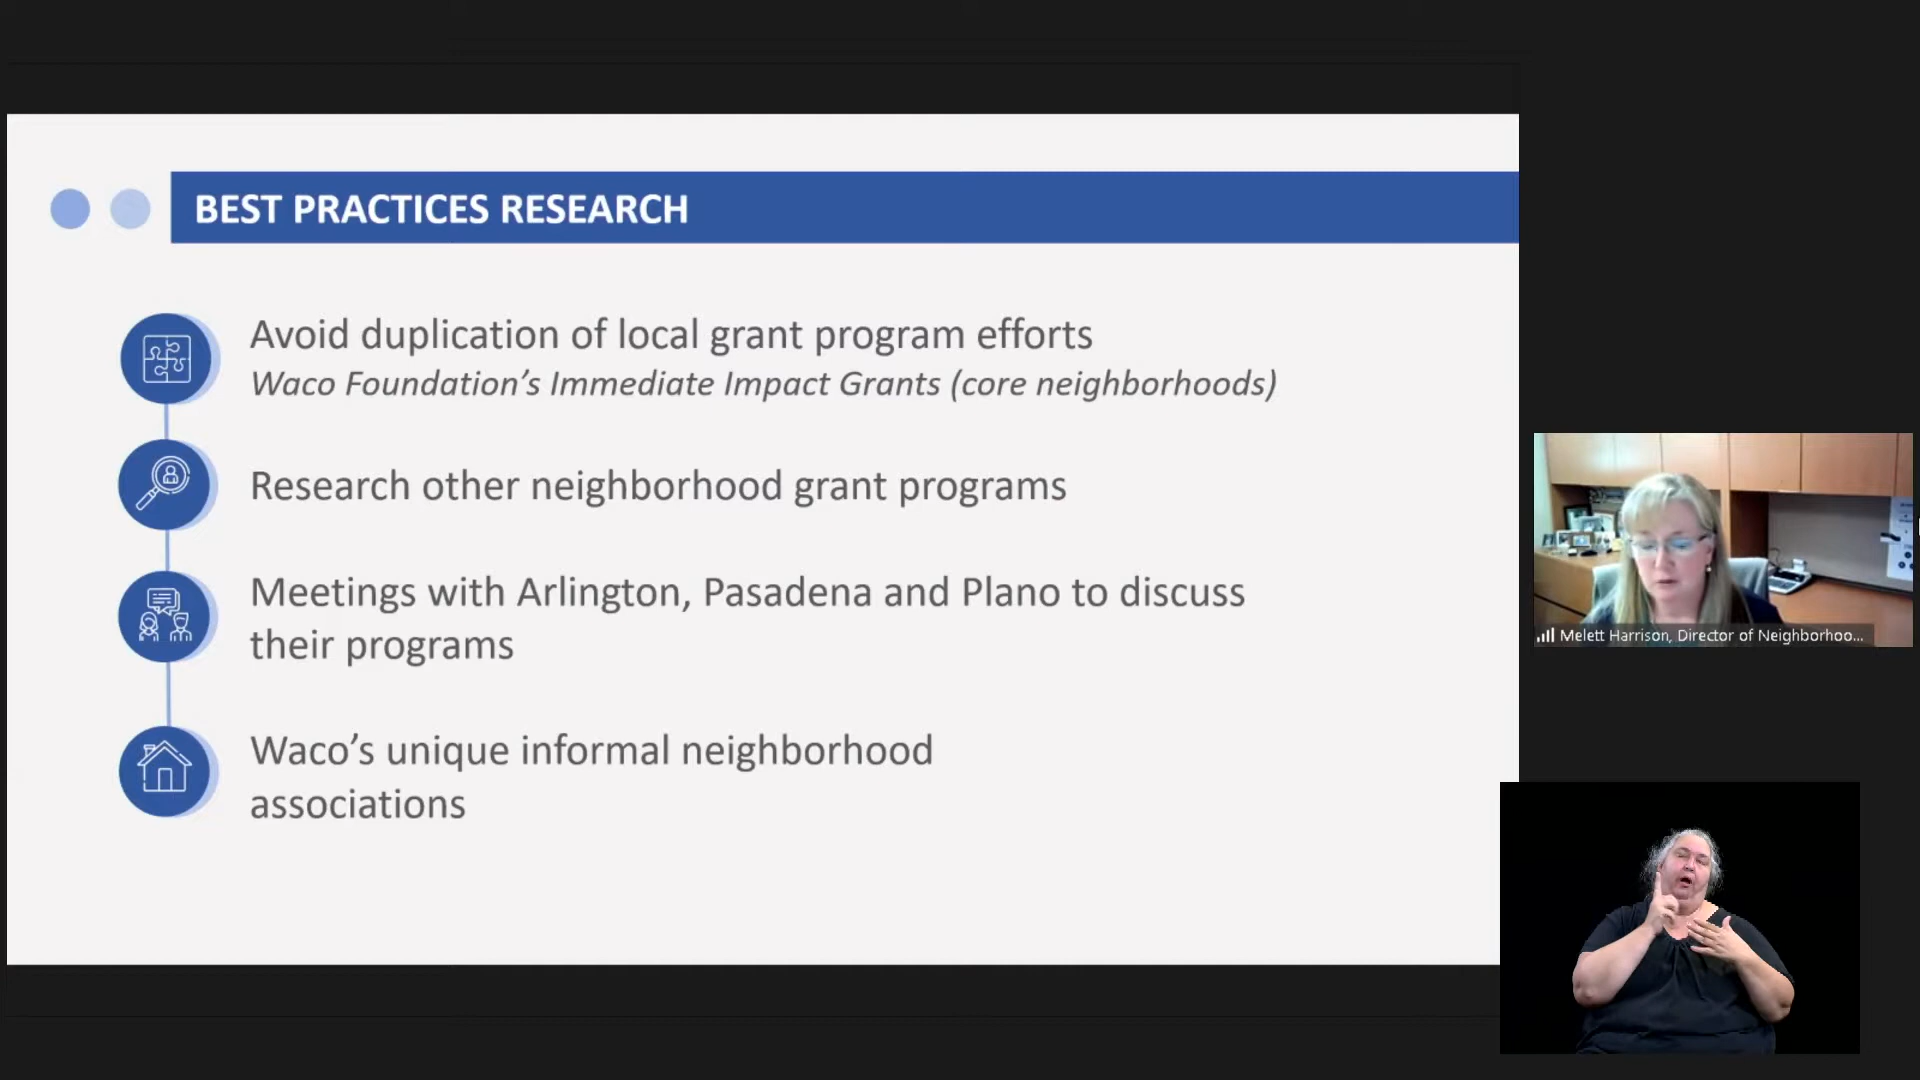 BEST PRACTICES RESEARCH
Avoid duplication of local grant program efforts
Waco Foundation’s Immediate Impact Grants (core neighborhoods)
Research other neighborhood grant programs
Meetings with Arlington, Pasadena and Plano to discuss
their programs
Waco’s unique informal neighborhood
associations
Melett Harrison, Director of Neighborhoo...